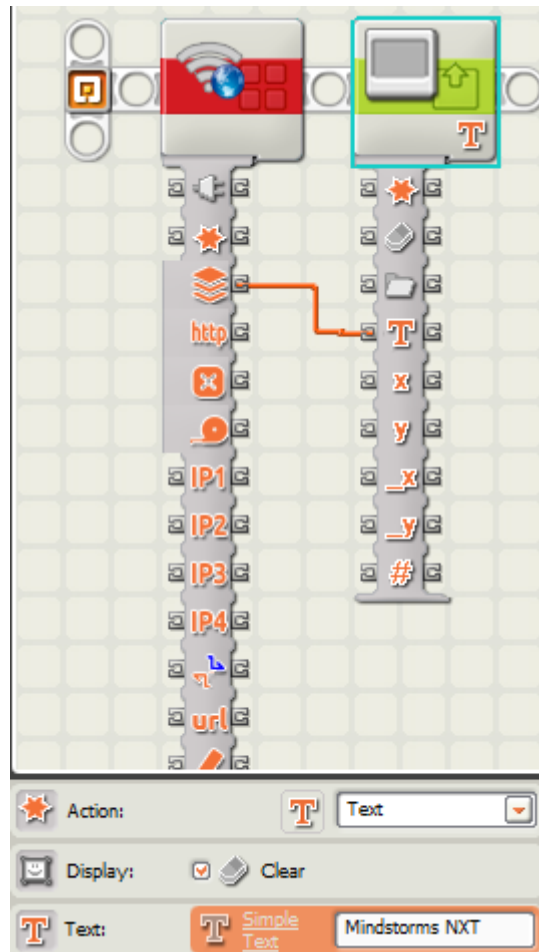 T
http
T
x
y
IP1
_x
IP2
_y
IP3
#
IP4
url
Action:
T
Text
Display:
Clear
T
Text:
T
Simple
Text
Mindstorms NXT